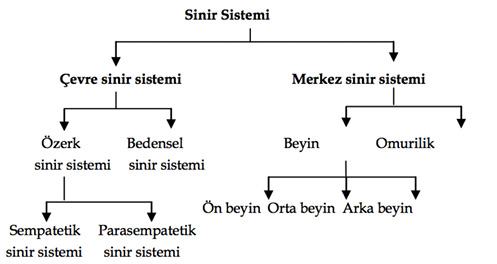 Sinir Sistemi
Çevre sinir sistemi
Merkez sinir sistemi
Özerk
sinir sistemi
Bedensel
sinir sistemi
Beyin
Omurilik
Sempatetik
sinir sistemi
Parasempatetik
sinir sistemi
Ön beyin
Orta beyin
Arka beyin